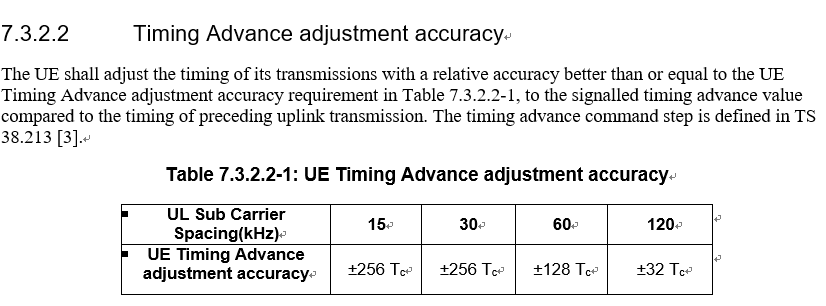 7.3.2.2 Timing Advance adjustment accuracy
The UE shall adjust the timing of its transmissions with a relative accuracy better than or equal to the UE
Timing Advance adjustment accuracy requirement in Table 7.3.2.2-1, to the signalled timing advance value
compared to the timing of preceding uplink transmission. The timing advance command step is defined in TS
38.213 [3].
Table 7.3.2.2-1: UE Timing Advance adjustment accuracy
UL Sub Carrier
Spacing(kHz) 15 30 60 120
UE Timing Advance
adjustment accuracy ±256 Tc ±256 Tc ±128 Tc ±32 Tc